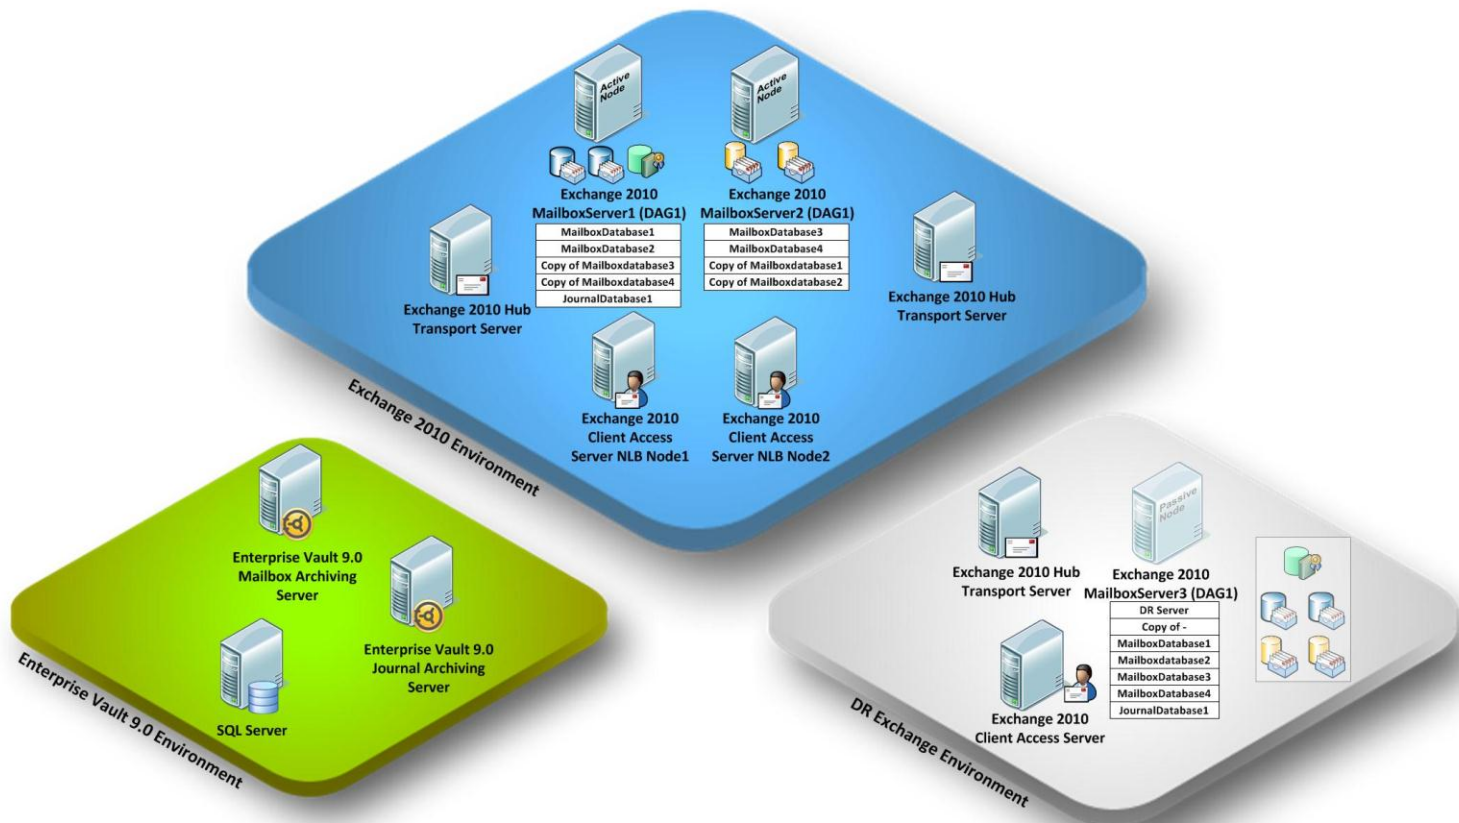 Active
Node
Active
Node
Exchange 2010
MailboxServer1 (DAG1)
MailboxDatabase1
MailboxDatabase2
Copy of Mailboxdatabase3
Copy of Mailboxdatabase4
JournalDatabase1
Exchange 2010
MailboxServer2 (DAG1)
MailboxDatabase3
MailboxDatabase4
Copy of Mailboxdatabase1
Copy of Mailboxdatabase2
Exchange 2010 Hub
Transport Server
Exchange 2010 Hub
Transport Server
Exchange 2010
Client Access
Server NLB Node1
Exchange 2010
Client Access
Server NLB Node2
Exchange 2010 Environment
Enterprise Vault 9.0
Mailbox Archiving
Server
Enterprise Vault 9.0
Journal Archiving
Server
SQL Server
Enterprise Vault 9.0 Environment
Passive
Node
Exchange 2010 Hub
Transport Server
Exchange 2010
MailboxServer3 (DAG1)
DR Server
Copy of -
MailboxDatabase1
Mailboxdatabase2
MailboxDatabase3
MailboxDatabase4
JournalDatabase1
Exchange 2010
Client Access Server
DR Exchange Environment